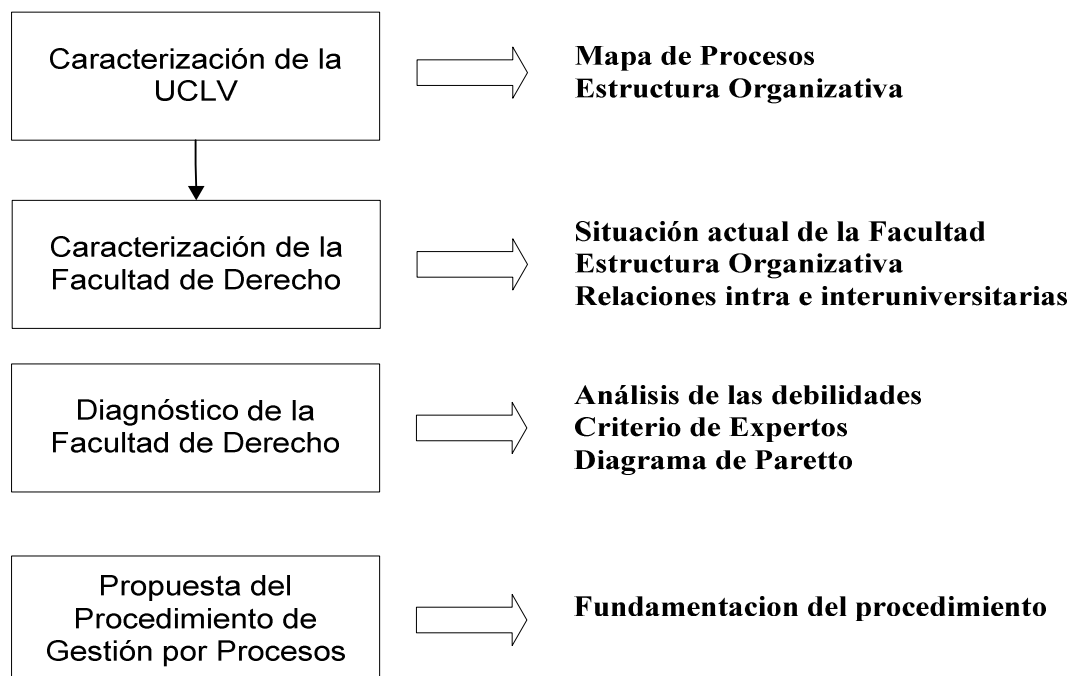 Caracterización de la
UCLV
Mapa de Procesos
Estructura Organizativa
Caracterización de la
Facultad de Derecho
Situación actual de la Facultad
Estructura Organizativa
Relaciones intra e interuniversitarias
Diagnóstico de la
Facultad de Derecho
Análisis de las debilidades
Criterio de Expertos
Diagrama de Paretto
Propuesta del
Procedimiento de
Gestión por Procesos
Fundamentacion del procedimiento